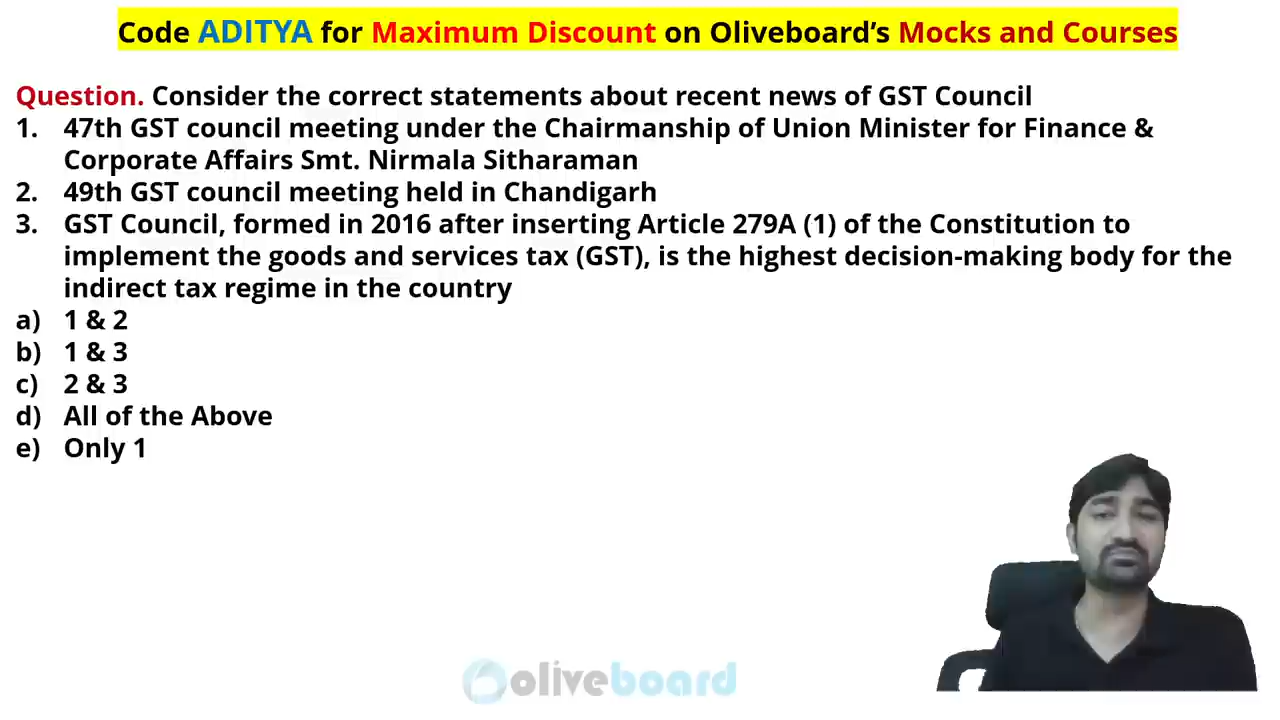 Code ADITYA for Maximum Discount on Oliveboard’s Mocks and Courses
Question. Consider the correct statements about recent news of GST Council
1. 47th GST council meeting under the Chairmanship of Union Minister for Finance &
Corporate Affairs Smt. Nirmala Sitharaman
2. 49th GST council meeting held in Chandigarh
3. GST Council, formed in 2016 after inserting Article 279A (1) of the Constitution to
implement the goods and services tax (GST), is the highest decision-making body for the
indirect tax regime in the country
a) 1 & 2
b) 1 & 3
c) 2 & 3
d) All of the Above
e) Only 1
oliveboard